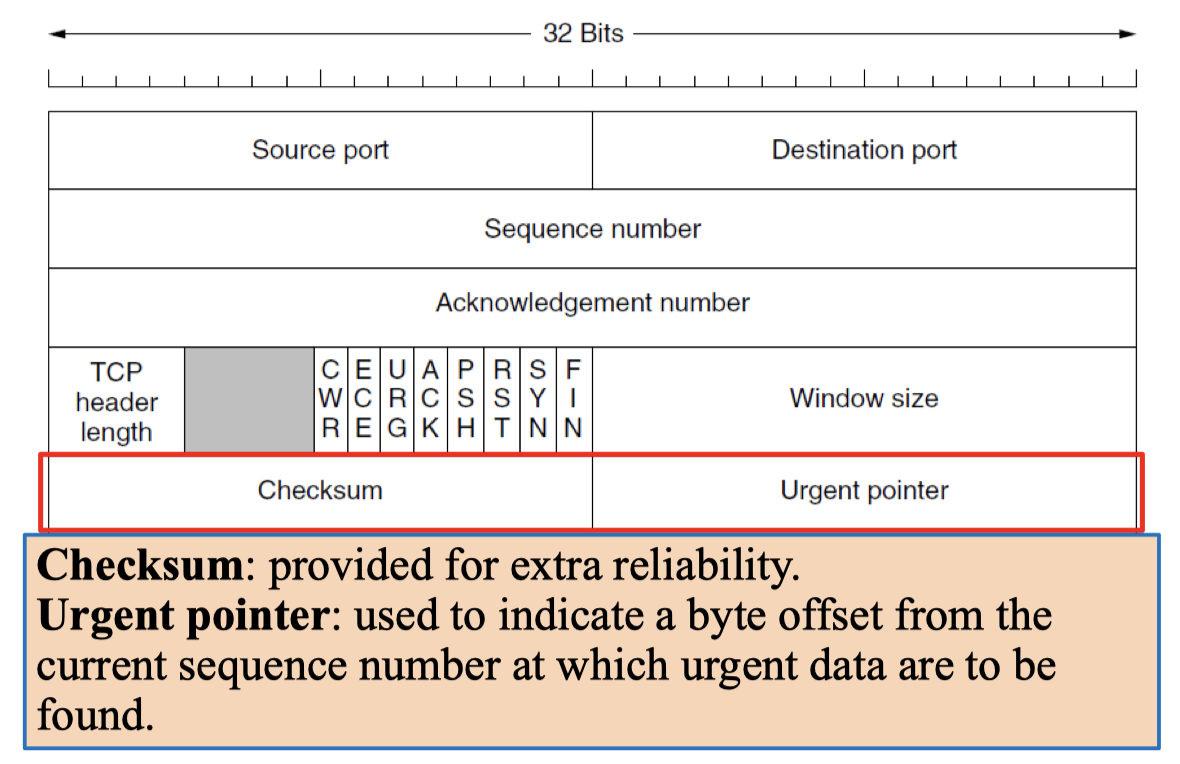 32 Bits
Source port
Destination port
Sequence number
Acknowledgement number
TCP
header
length
CWR
ECE
URG
ACK
PSH
RST
SYN
FIN
Window size
Checksum
Urgent pointer
Checksum: provided for extra reliability.
Urgent pointer: used to indicate a byte offset from the
current sequence number at which urgent data are to be
found.